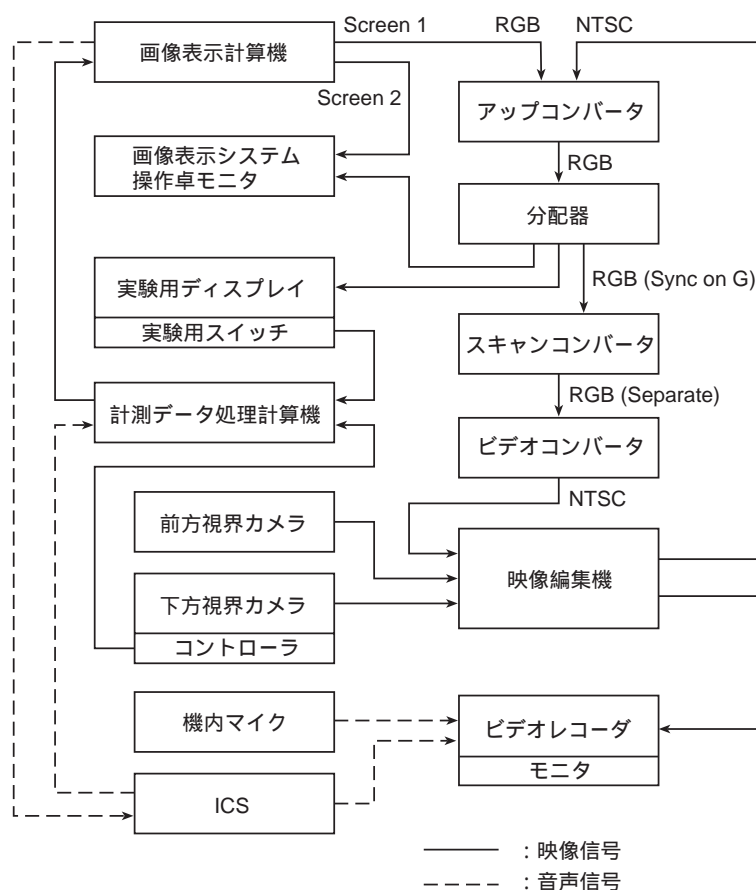 Screen 1
RGB
NTSC
画像表示計算機
Screen 2
アップコンバータ
画像表示システム
操作卓モニタ
RGB
分配器
実験用ディスプレイ
実験用スイッチ
RGB (Sync on G)
スキャンコンバータ
計測データ処理計算機
RGB (Separate)
ビデオコンバータ
NTSC
前方視界カメラ
映像編集機
下方視界カメラ
コントローラ
機内マイク
ビデオレコーダ
モニタ
ICS
：映像信号
：音声信号